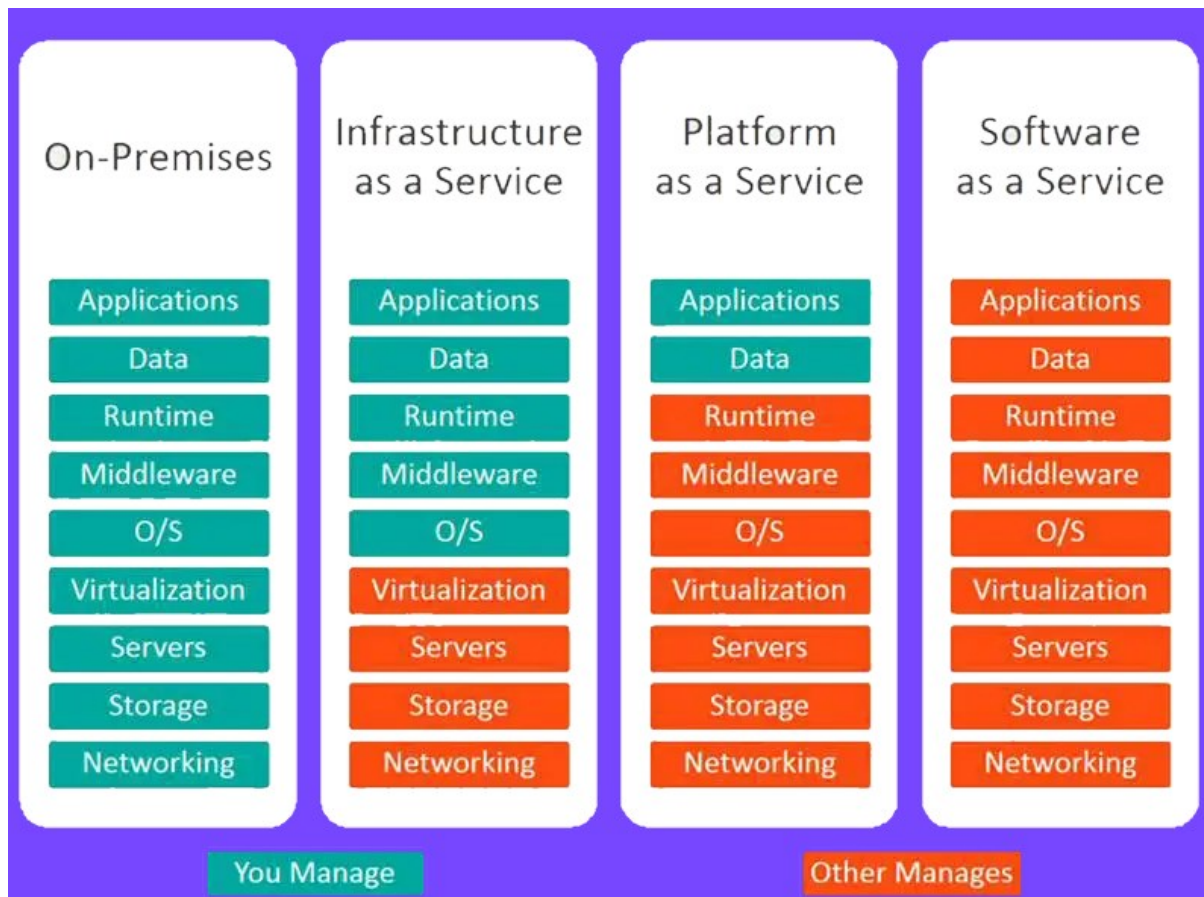 On-Premises
Applications
Data
Runtime
Middleware
O/S
Virtualization
Servers
Storage
Networking
Infrastructure
as a Service
Applications
Data
Runtime
Middleware
O/S
Virtualization
Servers
Storage
Networking
Platform
as a Service
Applications
Data
Runtime
Middleware
O/S
Virtualization
Servers
Storage
Networking
Software
as a Service
Applications
Data
Runtime
Middleware
O/S
Virtualization
Servers
Storage
Networking
You Manage
Other Manages